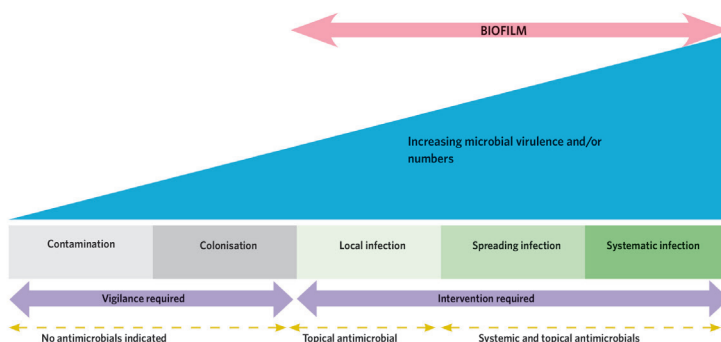 BIOFILM
Increasing microbial virulence and/or
numbers
Contamination
Colonisation
Local infection
Spreading infection
Systematic infection
Vigilance required
Intervention required
No antimicrobials indicated
Topical antimicrobial
Systemic and topical antimicrobials